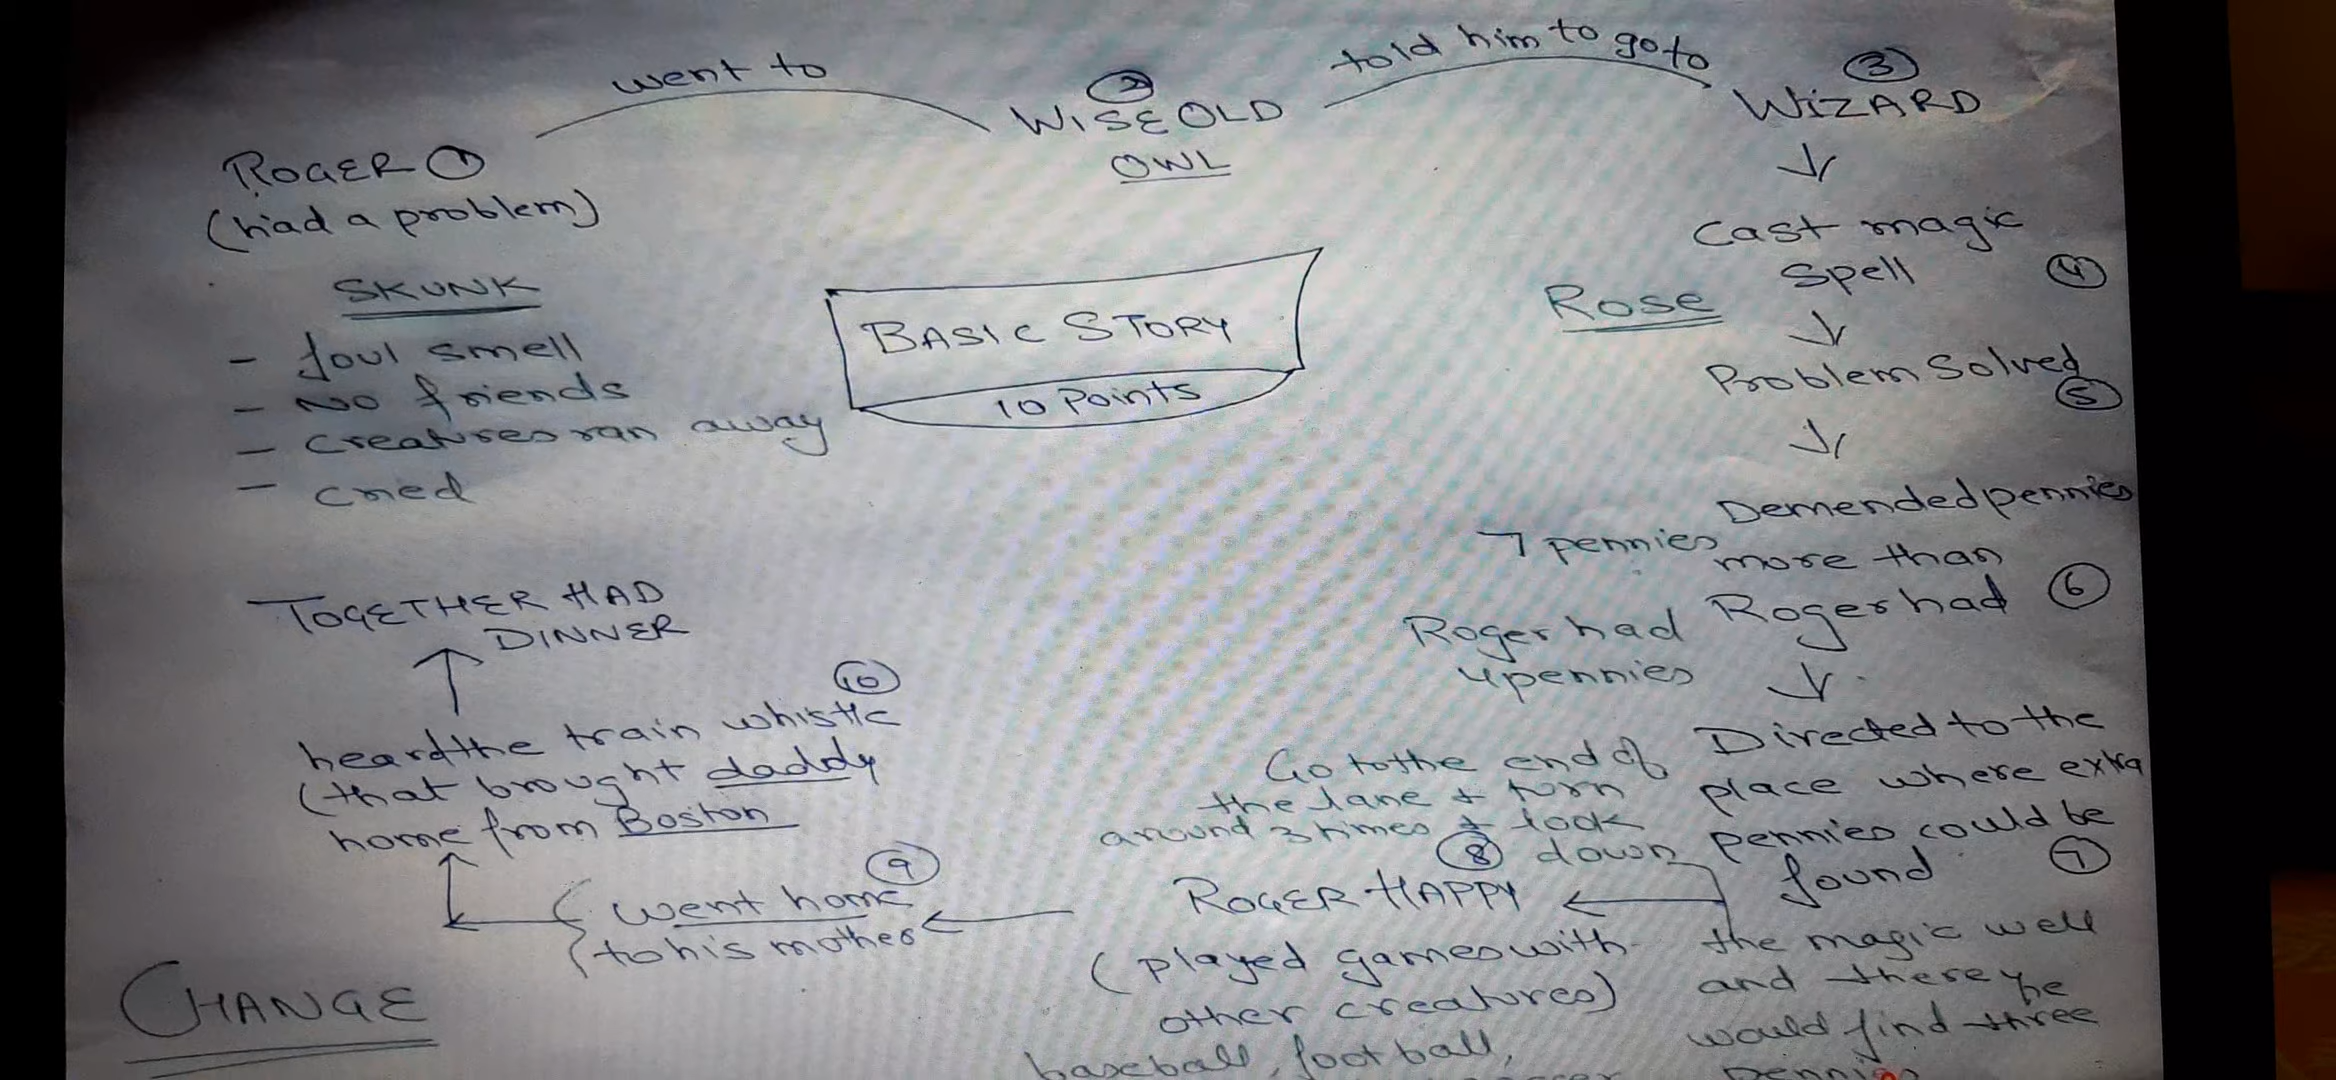 went to
told him to go to
ROGER 1
(had a problem)
2
WISE OLD
OWL
3
WIZARD
SKUNK
- foul smell
- No friends
- creatures ran away
- cried
BASIC STORY
10 Points
Cast magic
Spell 4
Rose
Problem Solved
5
Demended pennies
more than
Roger had 6
7 pennies
Roger had
4 pennies
Directed to the
place where extra
pennies could be
found 7
Go to the end of
the lane + turn
around 3 times + look
down
the magic well
and there ye
would find three
8
ROGER HAPPY
(played games with
other creatures)
baseball, football,
9
went home
to his mother
10
heard the train whistle
(that brought daddy
home from Boston
TOGETHER HAD
DINNER
CHANGE